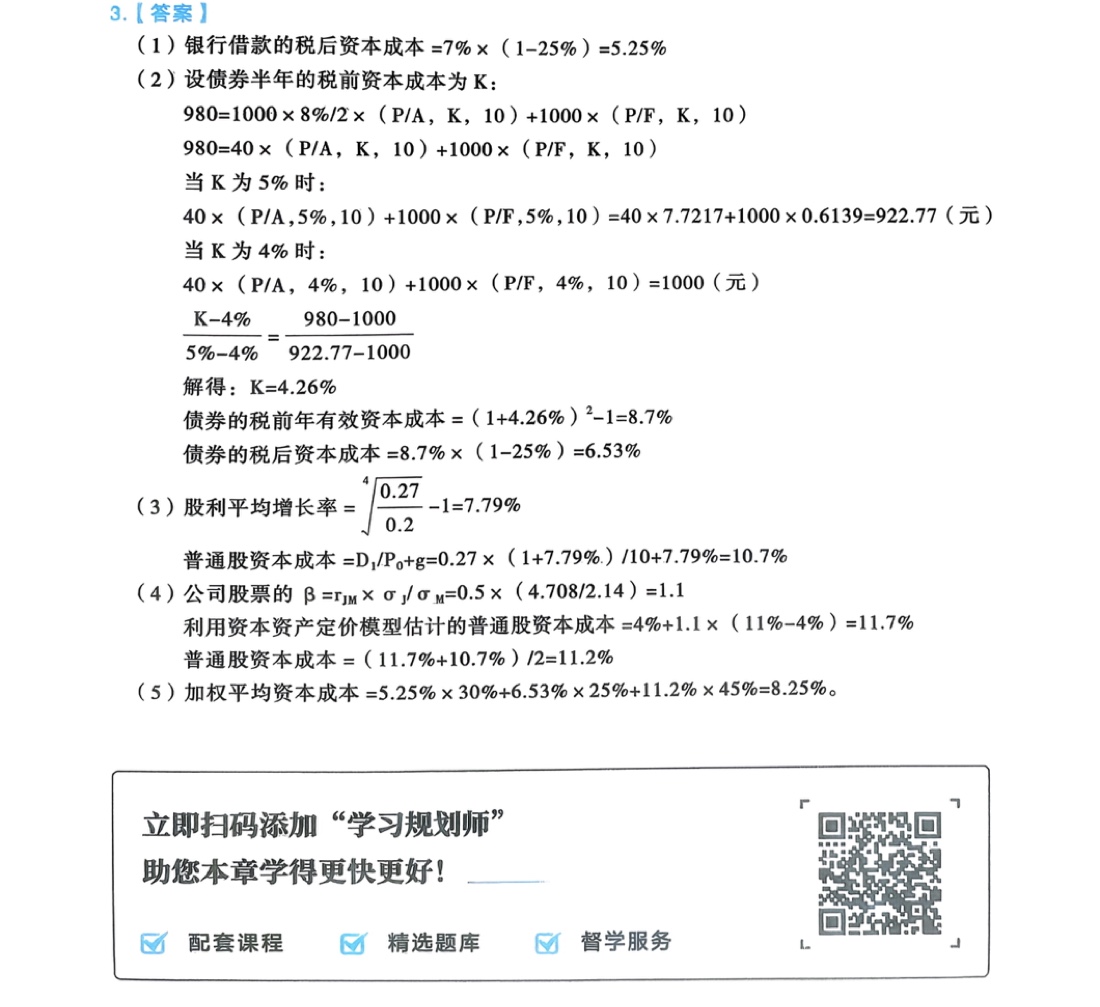 3.【答案】
（1）银行借款的税后资本成本 =7% ×（1-25%）=5.25%
（2）设债券半年的税前资本成本为 K：
980=1000 × 8%/2 ×（P/A，K，10）+1000 ×（P/F，K，10）
980=40 ×（P/A，K，10）+1000 ×（P/F，K，10）
当 K 为 5% 时：
40 ×（P/A,5%,10）+1000 ×（P/F,5%,10）=40 × 7.7217+1000 × 0.6139=922.77（元）
当 K 为 4% 时：
40 ×（P/A，4%，10）+1000 ×（P/F，4%，10）=1000（元）
K-4% 980-1000
=
5%-4% 922.77-1000
解得：K=4.26%
债券的税前年有效资本成本 =（1+4.26%）²-1=8.7%
债券的税后资本成本 =8.7% ×（1-25%）=6.53%
（3）股利平均增长率 = ⁴√(0.27/0.2) -1=7.79%
普通股资本成本 =D₁/P₀+g=0.27 ×（1+7.79%）/10+7.79%=10.7%
（4）公司股票的 β =rJM × σJ/σM=0.5 ×（4.708/2.14）=1.1
利用资本资产定价模型估计的普通股资本成本 =4%+1.1 ×（11%-4%）=11.7%
普通股资本成本 =（11.7%+10.7%）/2=11.2%
（5）加权平均资本成本 =5.25% × 30%+6.53% × 25%+11.2% × 45%=8.25%。
立即扫码添加“学习规划师”
助您本章学得更快更好！
配套课程 精选题库 督学服务